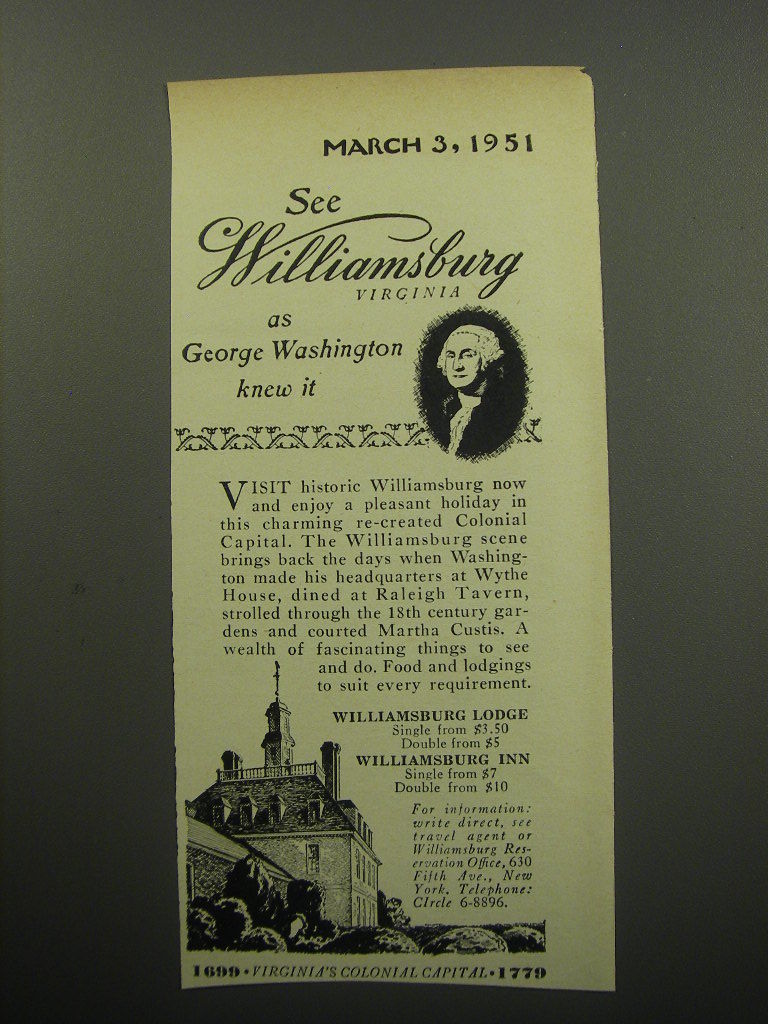 MARCH 3, 1951
See
Williamsburg
VIRGINIA
as
George Washington
knew it
VISIT historic Williamsburg now
and enjoy a pleasant holiday in
this charming re-created Colonial
Capital. The Williamsburg scene
brings back the days when Washing-
ton made his headquarters at Wythe
House, dined at Raleigh Tavern,
strolled through the 18th century gar-
dens and courted Martha Custis. A
wealth of fascinating things to see
and do. Food and lodgings
to suit every requirement.
WILLIAMSBURG LODGE
Single from $3.50
Double from $5
WILLIAMSBURG INN
Single from $7
Double from $10
For information:
write direct, see
travel agent or
Williamsburg Res-
ervation Office, 630
Fifth Ave., New
York. Telephone:
CIrcle 6-8896.
1699 • VIRGINIA'S COLONIAL CAPITAL • 1779